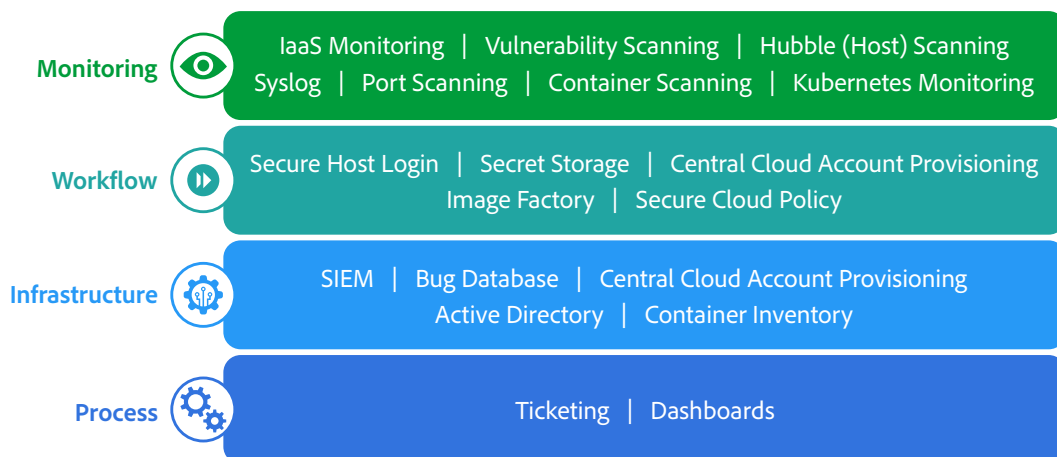 Monitoring
IaaS Monitoring | Vulnerability Scanning | Hubble (Host) Scanning
Syslog | Port Scanning | Container Scanning | Kubernetes Monitoring
Workflow
Secure Host Login | Secret Storage | Central Cloud Account Provisioning
Image Factory | Secure Cloud Policy
Infrastructure
SIEM | Bug Database | Central Cloud Account Provisioning
Active Directory | Container Inventory
Process
Ticketing | Dashboards